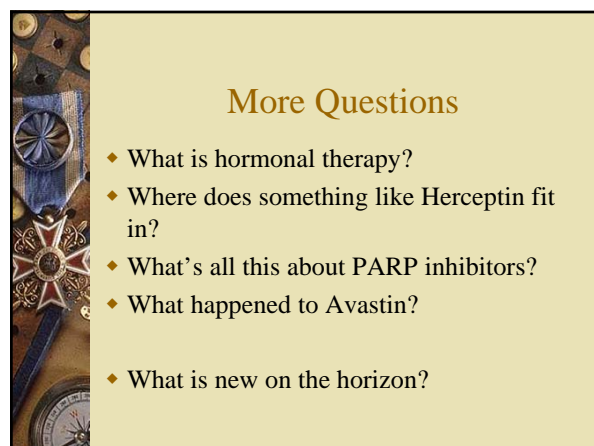 More Questions
◆ What is hormonal therapy?
◆ Where does something like Herceptin fit
in?
◆ What's all this about PARP inhibitors?
◆ What happened to Avastin?
◆ What is new on the horizon?